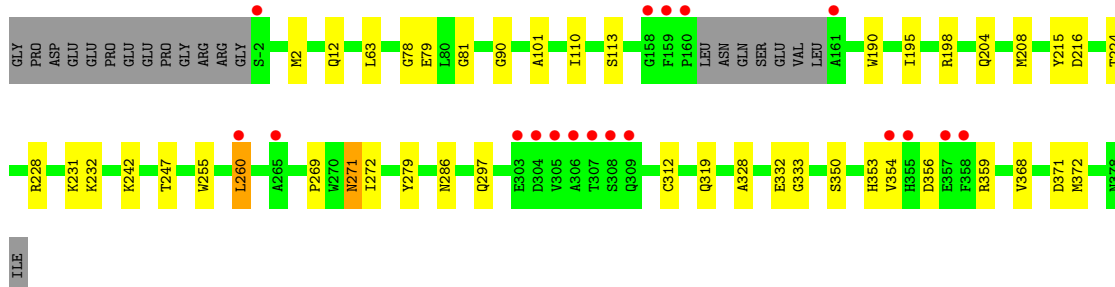 GLY PRO ASP GLU GLU PRO GLU GLU PRO GLY ARG ARG GLY S-2 M2 Q12 L63 G78 E79 L80 G81 G90 A101 I110 S113 G158 F159 P160 LEU ASN GLN SER GLU VAL LEU A161 W190 I195 R198 Q204 M208 Y215 D216 T224
R228 K231 K232 K242 T247 W255 L260 A265 P269 W270 N271 I272 Y279 N286 Q297 E303 D304 V305 A306 T307 S308 Q309 C312 Q319 A328 E332 G333 S350 H353 V354 H355 D356 E357 F358 R359 V368 D371 M372 N378
ILE